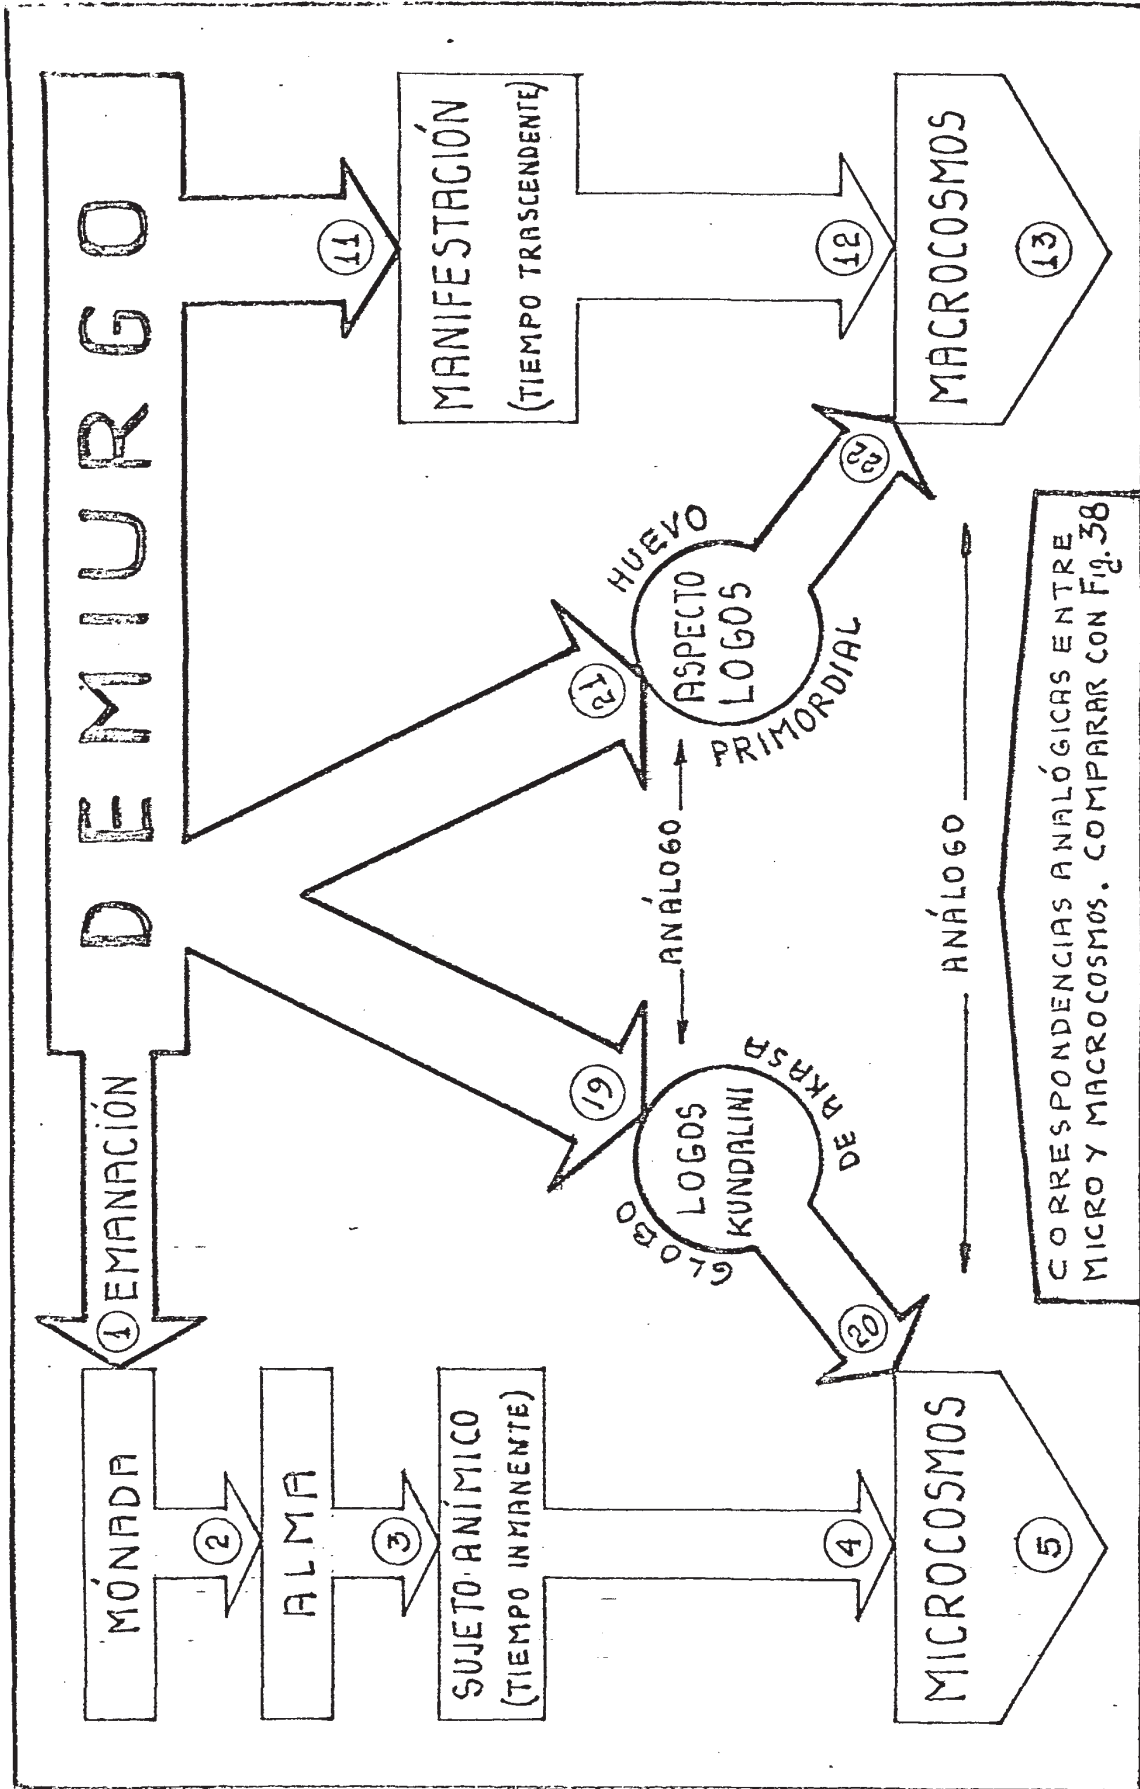 MÓNADA
1 EMANACIÓN
DEMIURGO
2
ALMA
3
SUJETO ANÍMICO
(TIEMPO INMANENTE)
4
MICROCOSMOS
5
19
GLOBO
LOGOS
KUNDALINI
DE AKASA
20
ANÁLOGO
21
HUEVO
ASPECTO
LOGOS
PRIMORDIAL
22
ANÁLOGO
11
MANIFESTACIÓN
(TIEMPO TRASCENDENTE)
12
MACROCOSMOS
13
CORRESPONDENCIAS ANALÓGICAS ENTRE
MICRO Y MACROCOSMOS. COMPARAR CON Fig. 38